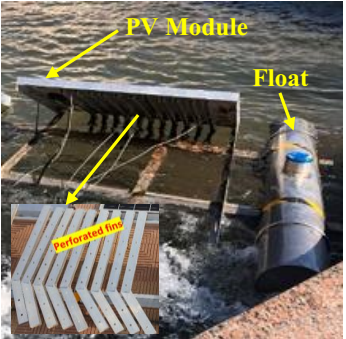 PV Module
Float
Perforated fins